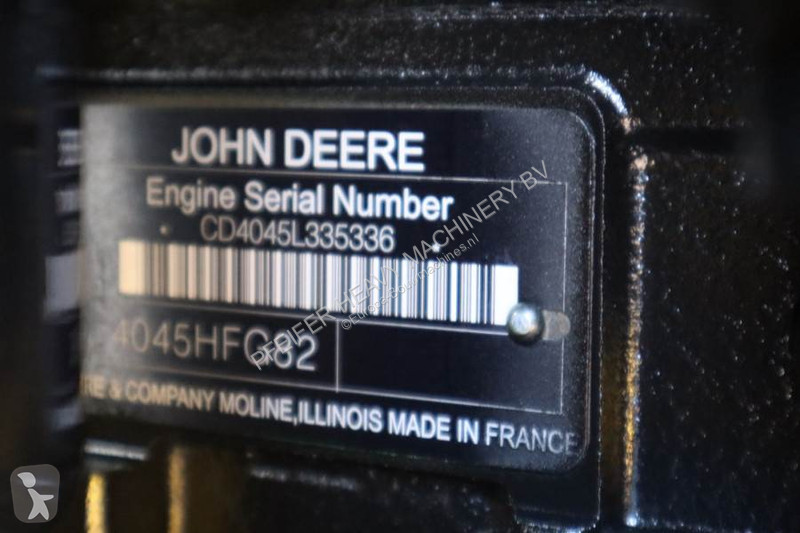 JOHN DEERE
Engine Serial Number
CD4045L335336
4045HFC82
RE & COMPANY MOLINE, ILLINOIS MADE IN FRANCE
PFEIFER HEAVY MACHINERY BV